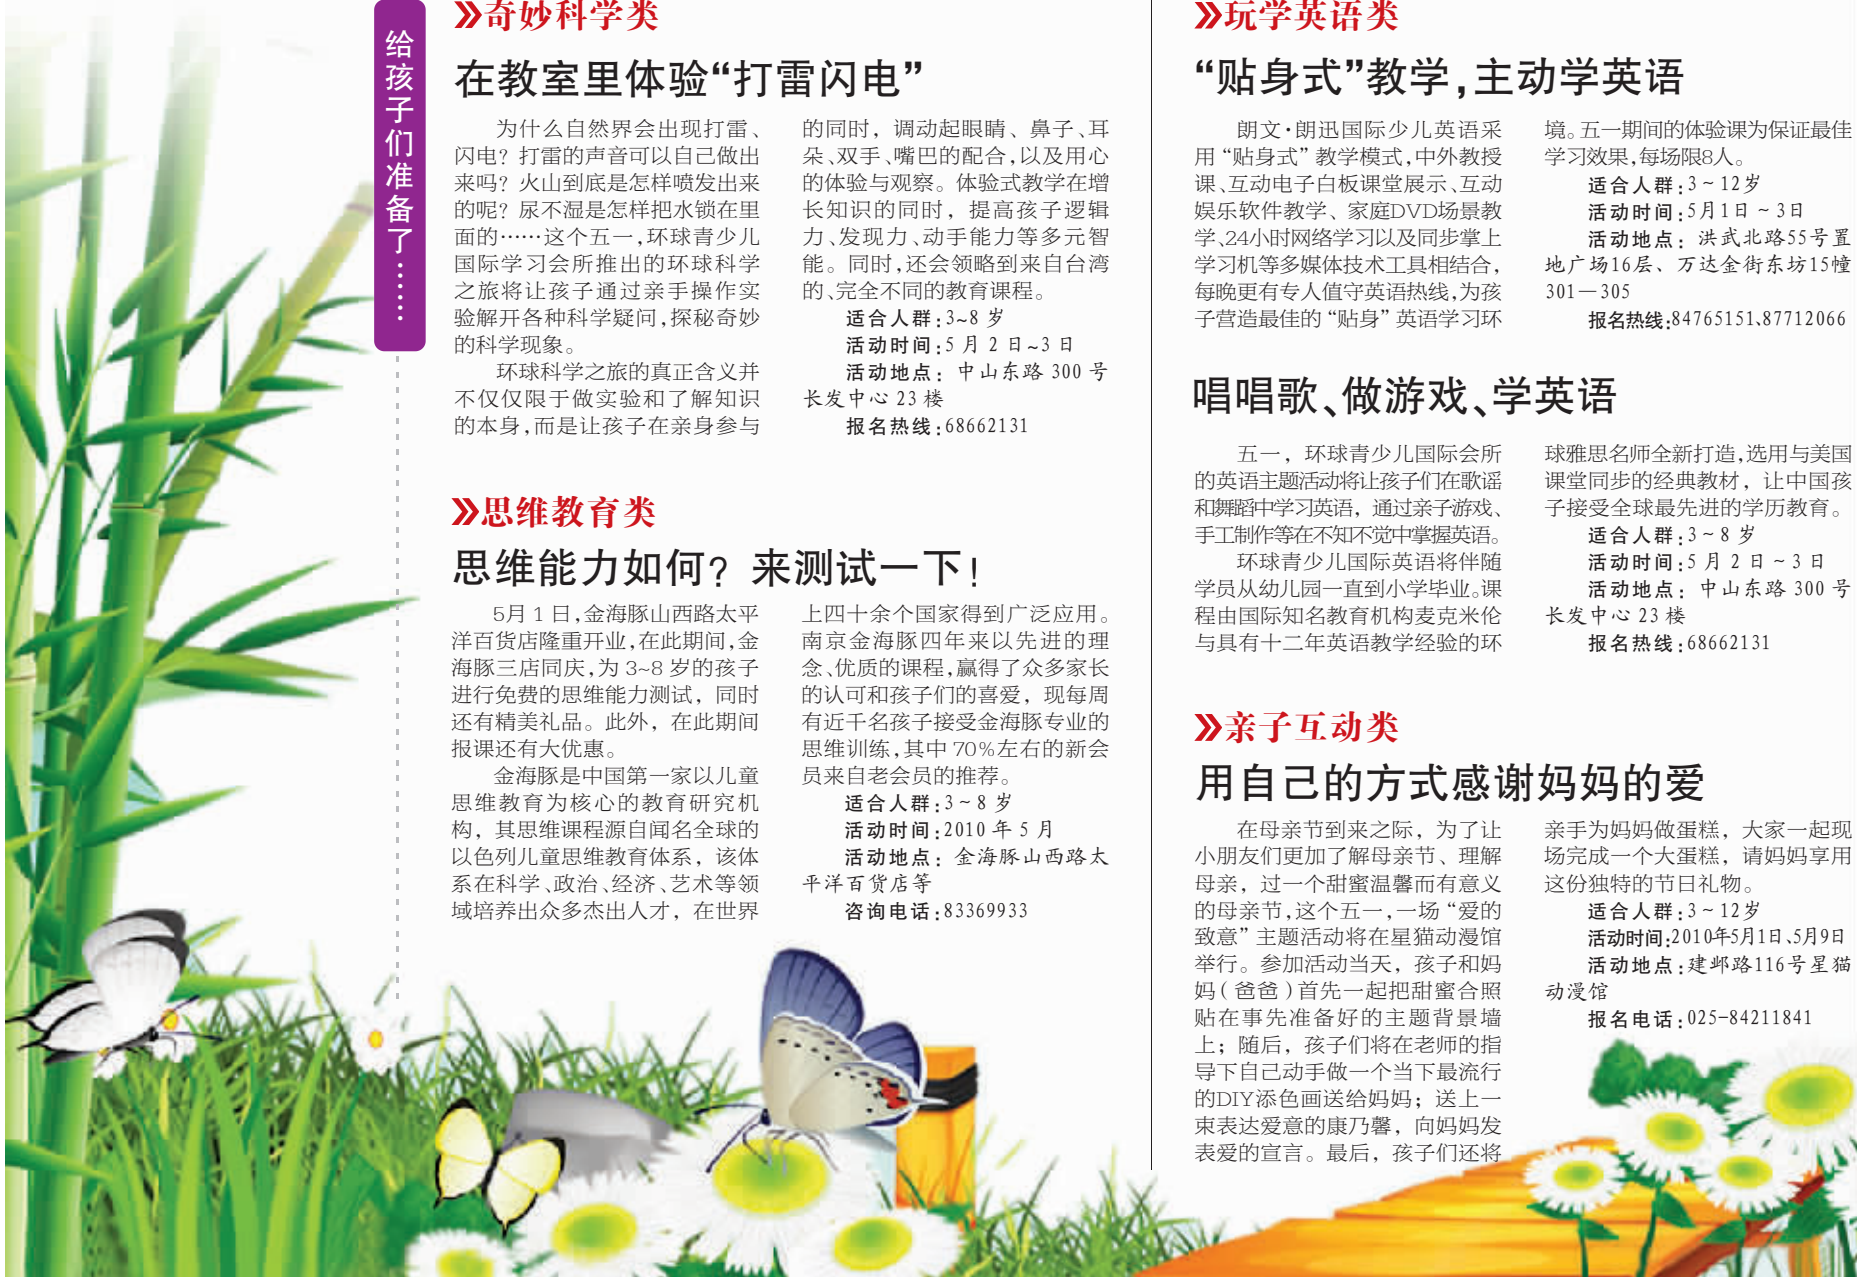 给孩子们准备了……
奇妙科学类
在教室里体验“打雷闪电”
为什么自然界会出现打雷、
闪电？打雷的声音可以自己做出
来吗？火山到底是怎样喷发出来
的呢？尿不湿是怎样把水锁在里
面的……这个五一,环球青少儿
国际学习会所推出的环球科学
之旅将让孩子通过亲手操作实
验解开各种科学疑问,探秘奇妙
的科学现象。
环球科学之旅的真正含义并
不仅仅限于做实验和了解知识
的本身,而是让孩子在亲身参与
的同时，调动起眼睛、鼻子、耳
朵、双手、嘴巴的配合,以及用心
的体验与观察。体验式教学在增
长知识的同时，提高孩子逻辑
力、发现力、动手能力等多元智
能。同时,还会领略到来自台湾
的、完全不同的教育课程。
适合人群:3~8 岁
活动时间:5 月 2 日~3 日
活动地点：中山东路 300 号
长发中心 23 楼
报名热线:68662131
思维教育类
思维能力如何？来测试一下！
5月 1 日,金海豚山西路太平
洋百货店隆重开业,在此期间,金
海豚三店同庆,为 3~8 岁的孩子
进行免费的思维能力测试，同时
还有精美礼品。此外，在此期间
报课还有大优惠。
金海豚是中国第一家以儿童
思维教育为核心的教育研究机
构，其思维课程源自闻名全球的
以色列儿童思维教育体系，该体
系在科学、政治、经济、艺术等领
域培养出众多杰出人才，在世界
上四十余个国家得到广泛应用。
南京金海豚四年来以先进的理
念、优质的课程,赢得了众多家长
的认可和孩子们的喜爱，现每周
有近千名孩子接受金海豚专业的
思维训练,其中 70%左右的新会
员来自老会员的推荐。
适合人群:3～8 岁
活动时间:2010 年 5 月
活动地点：金海豚山西路太
平洋百货店等
咨询电话:83369933
玩学英语类
“贴身式”教学,主动学英语
朗文·朗迅国际少儿英语采
用“贴身式”教学模式,中外教授
课、互动电子白板课堂展示、互动
娱乐软件教学、家庭DVD场景教
学、24小时网络学习以及同步掌上
学习机等多媒体技术工具相结合，
每晚更有专人值守英语热线,为孩
子营造最佳的“贴身”英语学习环
境。五一期间的体验课为保证最佳
学习效果,每场限8人。
适合人群:3～12岁
活动时间:5月1日～3日
活动地点：洪武北路55号置
地广场16层、万达金街东坊15幢
301—305
报名热线:84765151、87712066
唱唱歌、做游戏、学英语
五一，环球青少儿国际会所
的英语主题活动将让孩子们在歌谣
和舞蹈中学习英语，通过亲子游戏、
手工制作等在不知不觉中掌握英语。
环球青少儿国际英语将伴随
学员从幼儿园一直到小学毕业。课
程由国际知名教育机构麦克米伦
与具有十二年英语教学经验的环
球雅思名师全新打造,选用与美国
课堂同步的经典教材，让中国孩
子接受全球最先进的学历教育。
适合人群:3～8 岁
活动时间:5 月 2 日～3 日
活动地点：中山东路 300 号
长发中心 23 楼
报名热线:68662131
亲子互动类
用自己的方式感谢妈妈的爱
在母亲节到来之际，为了让
小朋友们更加了解母亲节、理解
母亲，过一个甜蜜温馨而有意义
的母亲节,这个五一,一场“爱的
致意”主题活动将在星猫动漫馆
举行。参加活动当天，孩子和妈
妈(爸爸)首先一起把甜蜜合照
贴在事先准备好的主题背景墙
上；随后，孩子们将在老师的指
导下自己动手做一个当下最流行
的DIY添色画送给妈妈；送上一
束表达爱意的康乃馨，向妈妈发
表爱的宣言。最后，孩子们还将
亲手为妈妈做蛋糕，大家一起现
场完成一个大蛋糕，请妈妈享用
这份独特的节日礼物。
适合人群:3～12岁
活动时间:2010年5月1日、5月9日
活动地点:建邺路116号星猫
动漫馆
报名电话:025-84211841